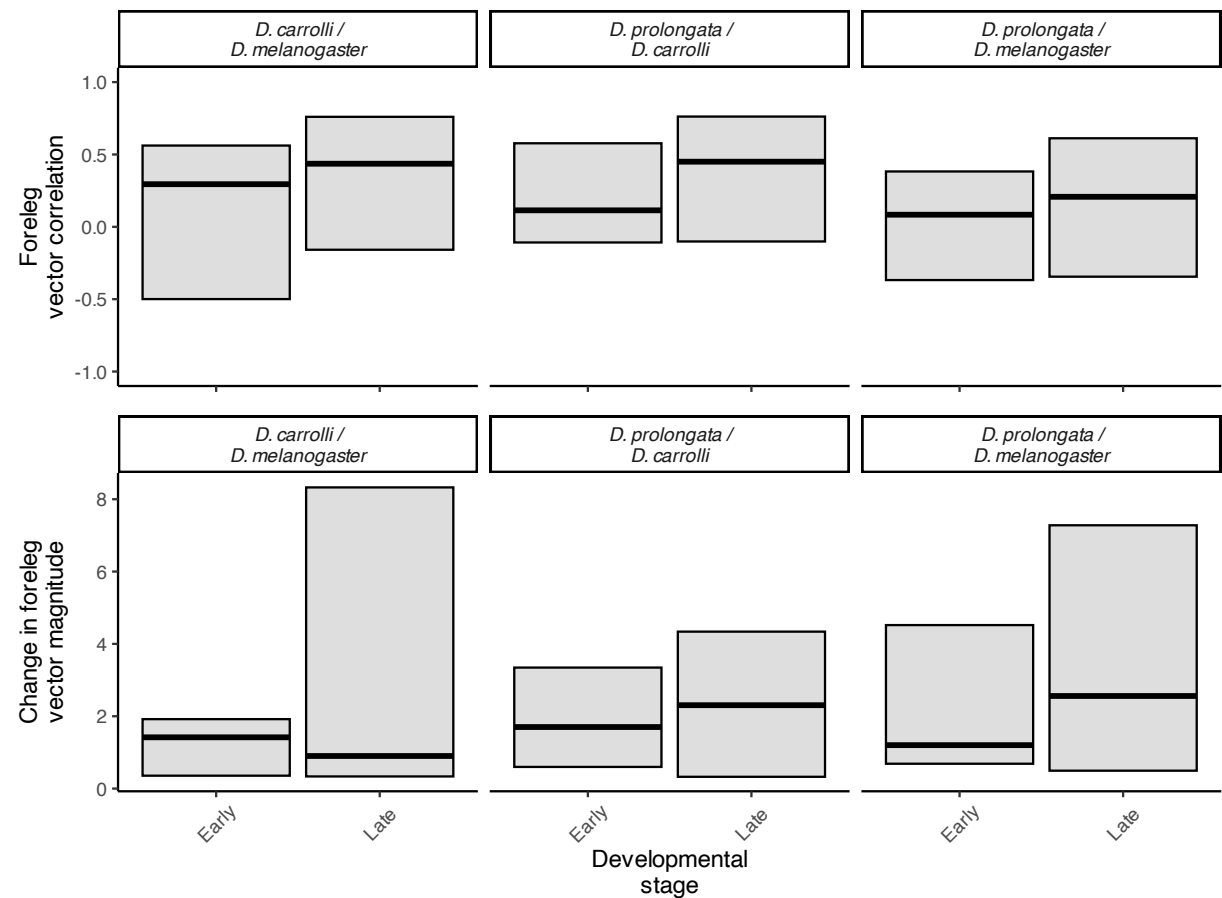 D. carrolli /
D. melanogaster
D. prolongata /
D. carrolli
D. prolongata /
D. melanogaster
Foreleg
vector correlation
1.0
0.5
0.0
-0.5
-1.0
D. carrolli /
D. melanogaster
D. prolongata /
D. carrolli
D. prolongata /
D. melanogaster
Change in foreleg
vector magnitude
8
6
4
2
0
Early
Late
Early
Late
Early
Late
Developmental
stage